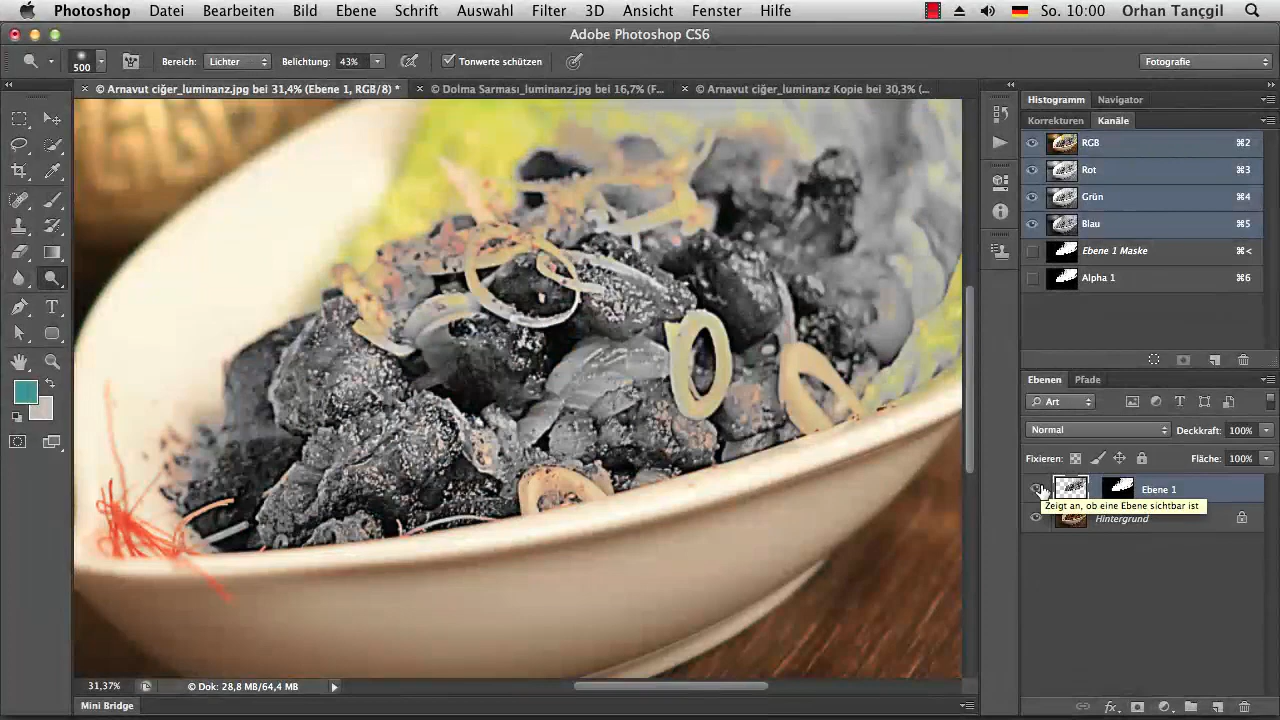 Photoshop Datei Bearbeiten Bild Ebene Schrift Auswahl Filter 3D Ansicht Fenster Hilfe So. 10:00 Orhan Tançgil
Adobe Photoshop CS6
500 Bereich: Lichter Belichtung: 43% Tonwerte schützen Fotografie
× © Arnavut ciğer_luminanz.jpg bei 31,4% (Ebene 1, RGB/8) * × © Dolma Sarması_luminanz.jpg bei 16,7% (F... × © Arnavut ciğer_luminanz Kopie bei 30,3% (...
Histogramm Navigator
Korrekturen Kanäle
RGB ⌘2
Rot ⌘3
Grün ⌘4
Blau ⌘5
Ebene 1 Maske ⌘<
Alpha 1 ⌘6
Ebenen Pfade
Art
Normal Deckkraft: 100%
Fixieren: Fläche: 100%
Ebene 1
Zeigt an, ob eine Ebene sichtbar ist
Hintergrund
31,37% © Dok: 28,8 MB/64,4 MB
Mini Bridge